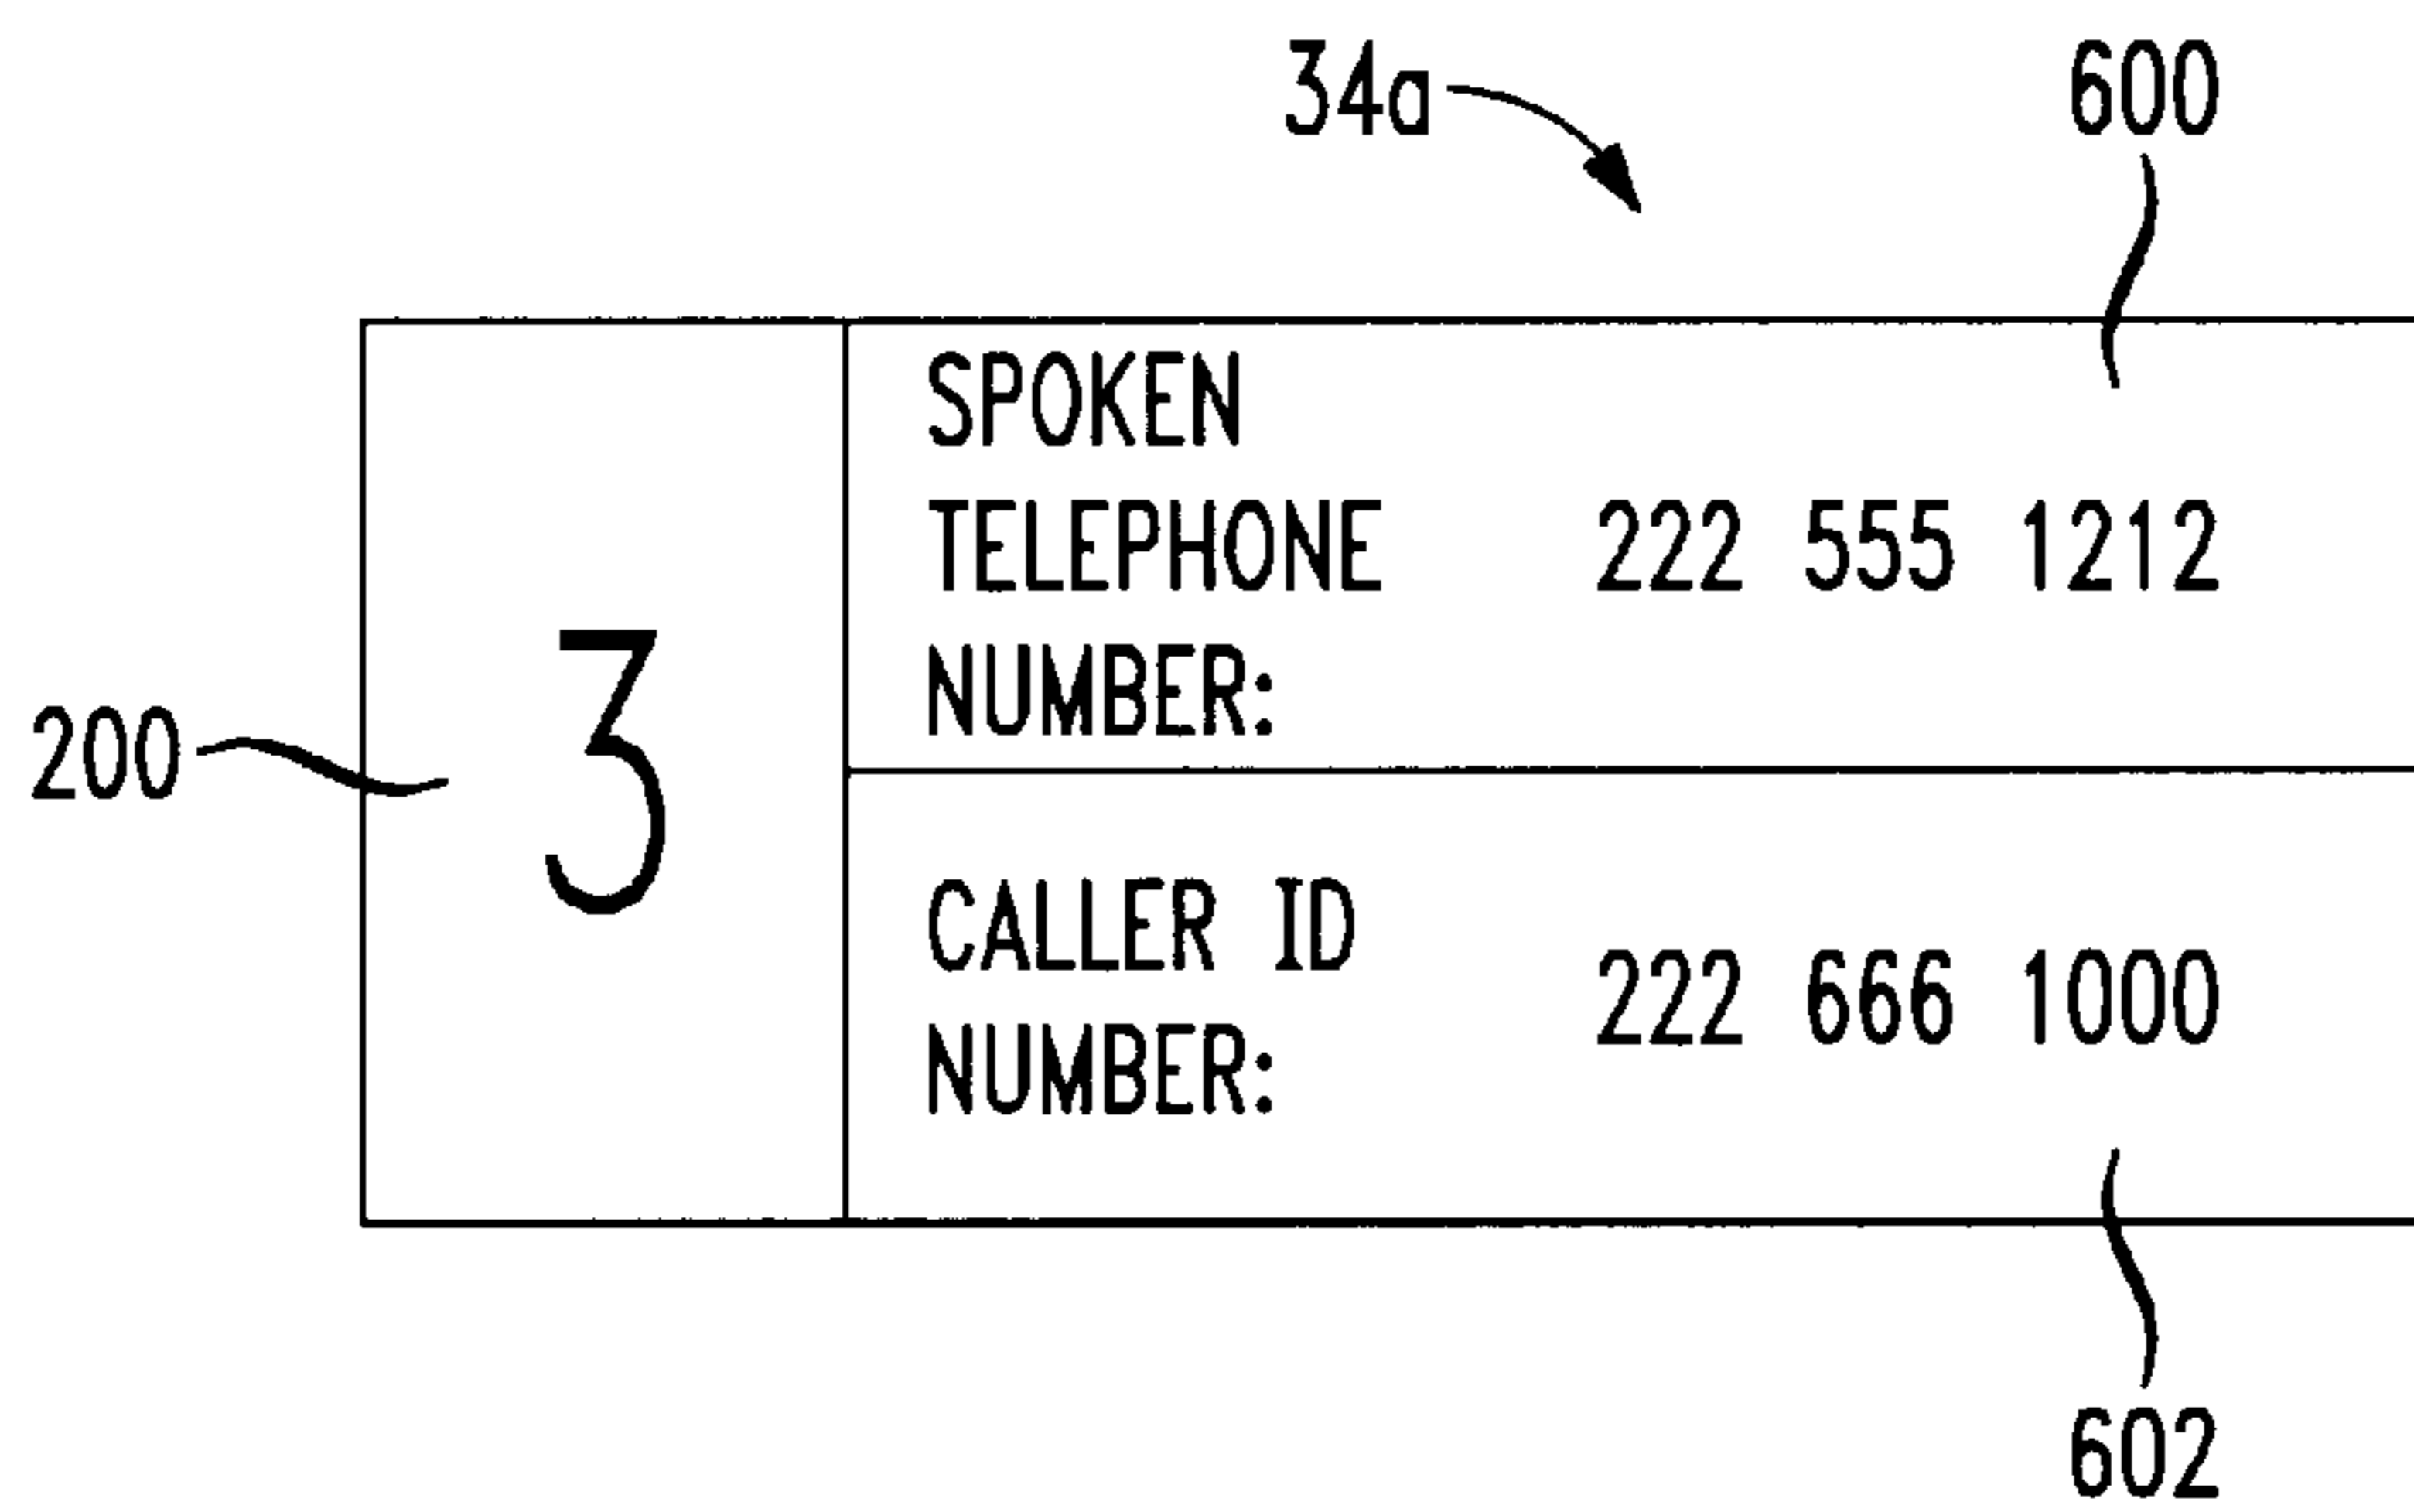 34a
600
SPOKEN
TELEPHONE 222 555 1212
NUMBER:
200
3
CALLER ID
NUMBER:
222 666 1000
602